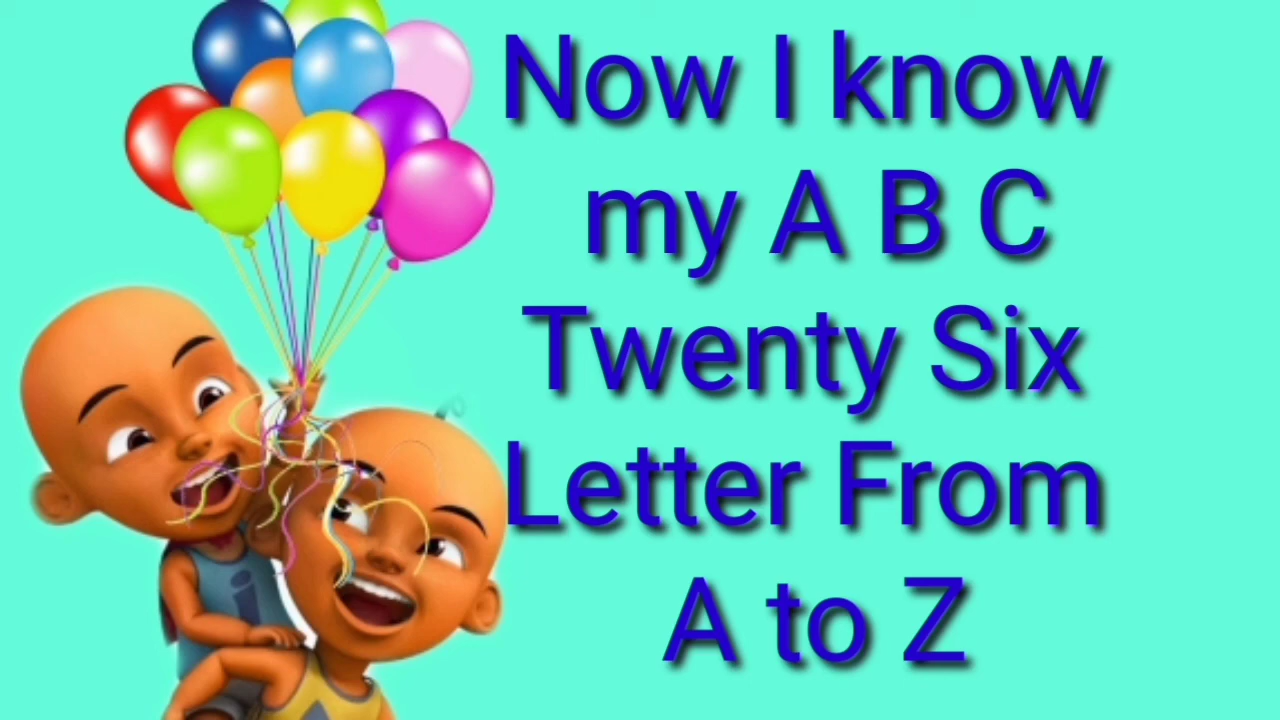 Now I know
my A B C
Twenty Six
Letter From
A to Z
i